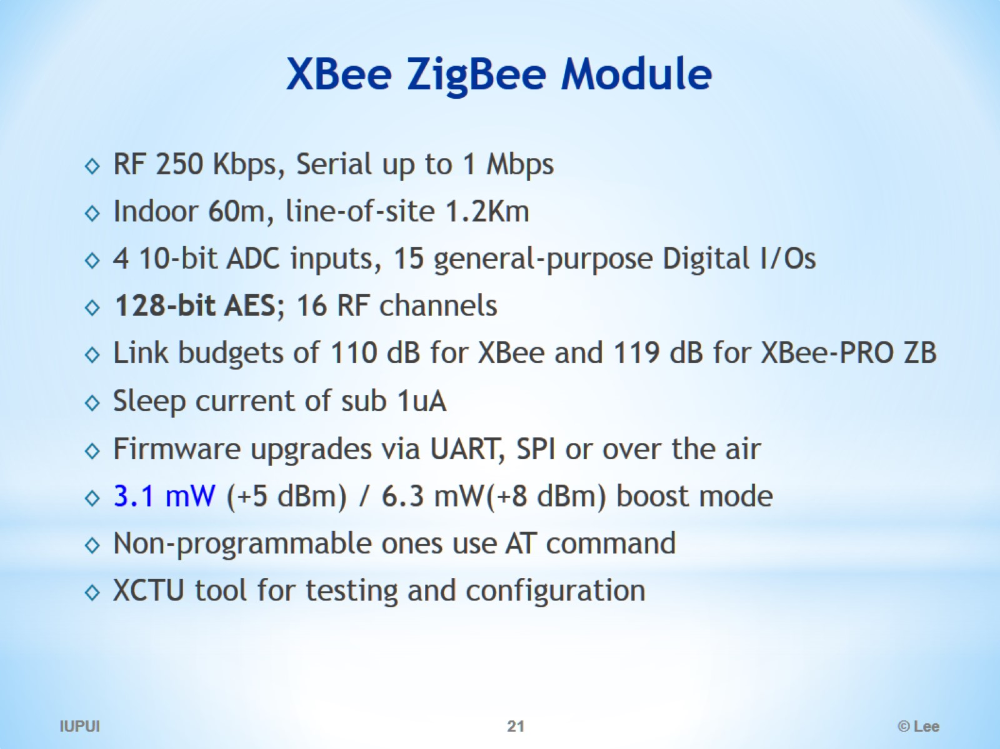 XBee ZigBee Module
◇ RF 250 Kbps, Serial up to 1 Mbps
◇ Indoor 60m, line-of-site 1.2Km
◇ 4 10-bit ADC inputs, 15 general-purpose Digital I/Os
◇ 128-bit AES; 16 RF channels
◇ Link budgets of 110 dB for XBee and 119 dB for XBee-PRO ZB
◇ Sleep current of sub 1uA
◇ Firmware upgrades via UART, SPI or over the air
◇ 3.1 mW (+5 dBm) / 6.3 mW(+8 dBm) boost mode
◇ Non-programmable ones use AT command
◇ XCTU tool for testing and configuration
IUPUI 21 © Lee